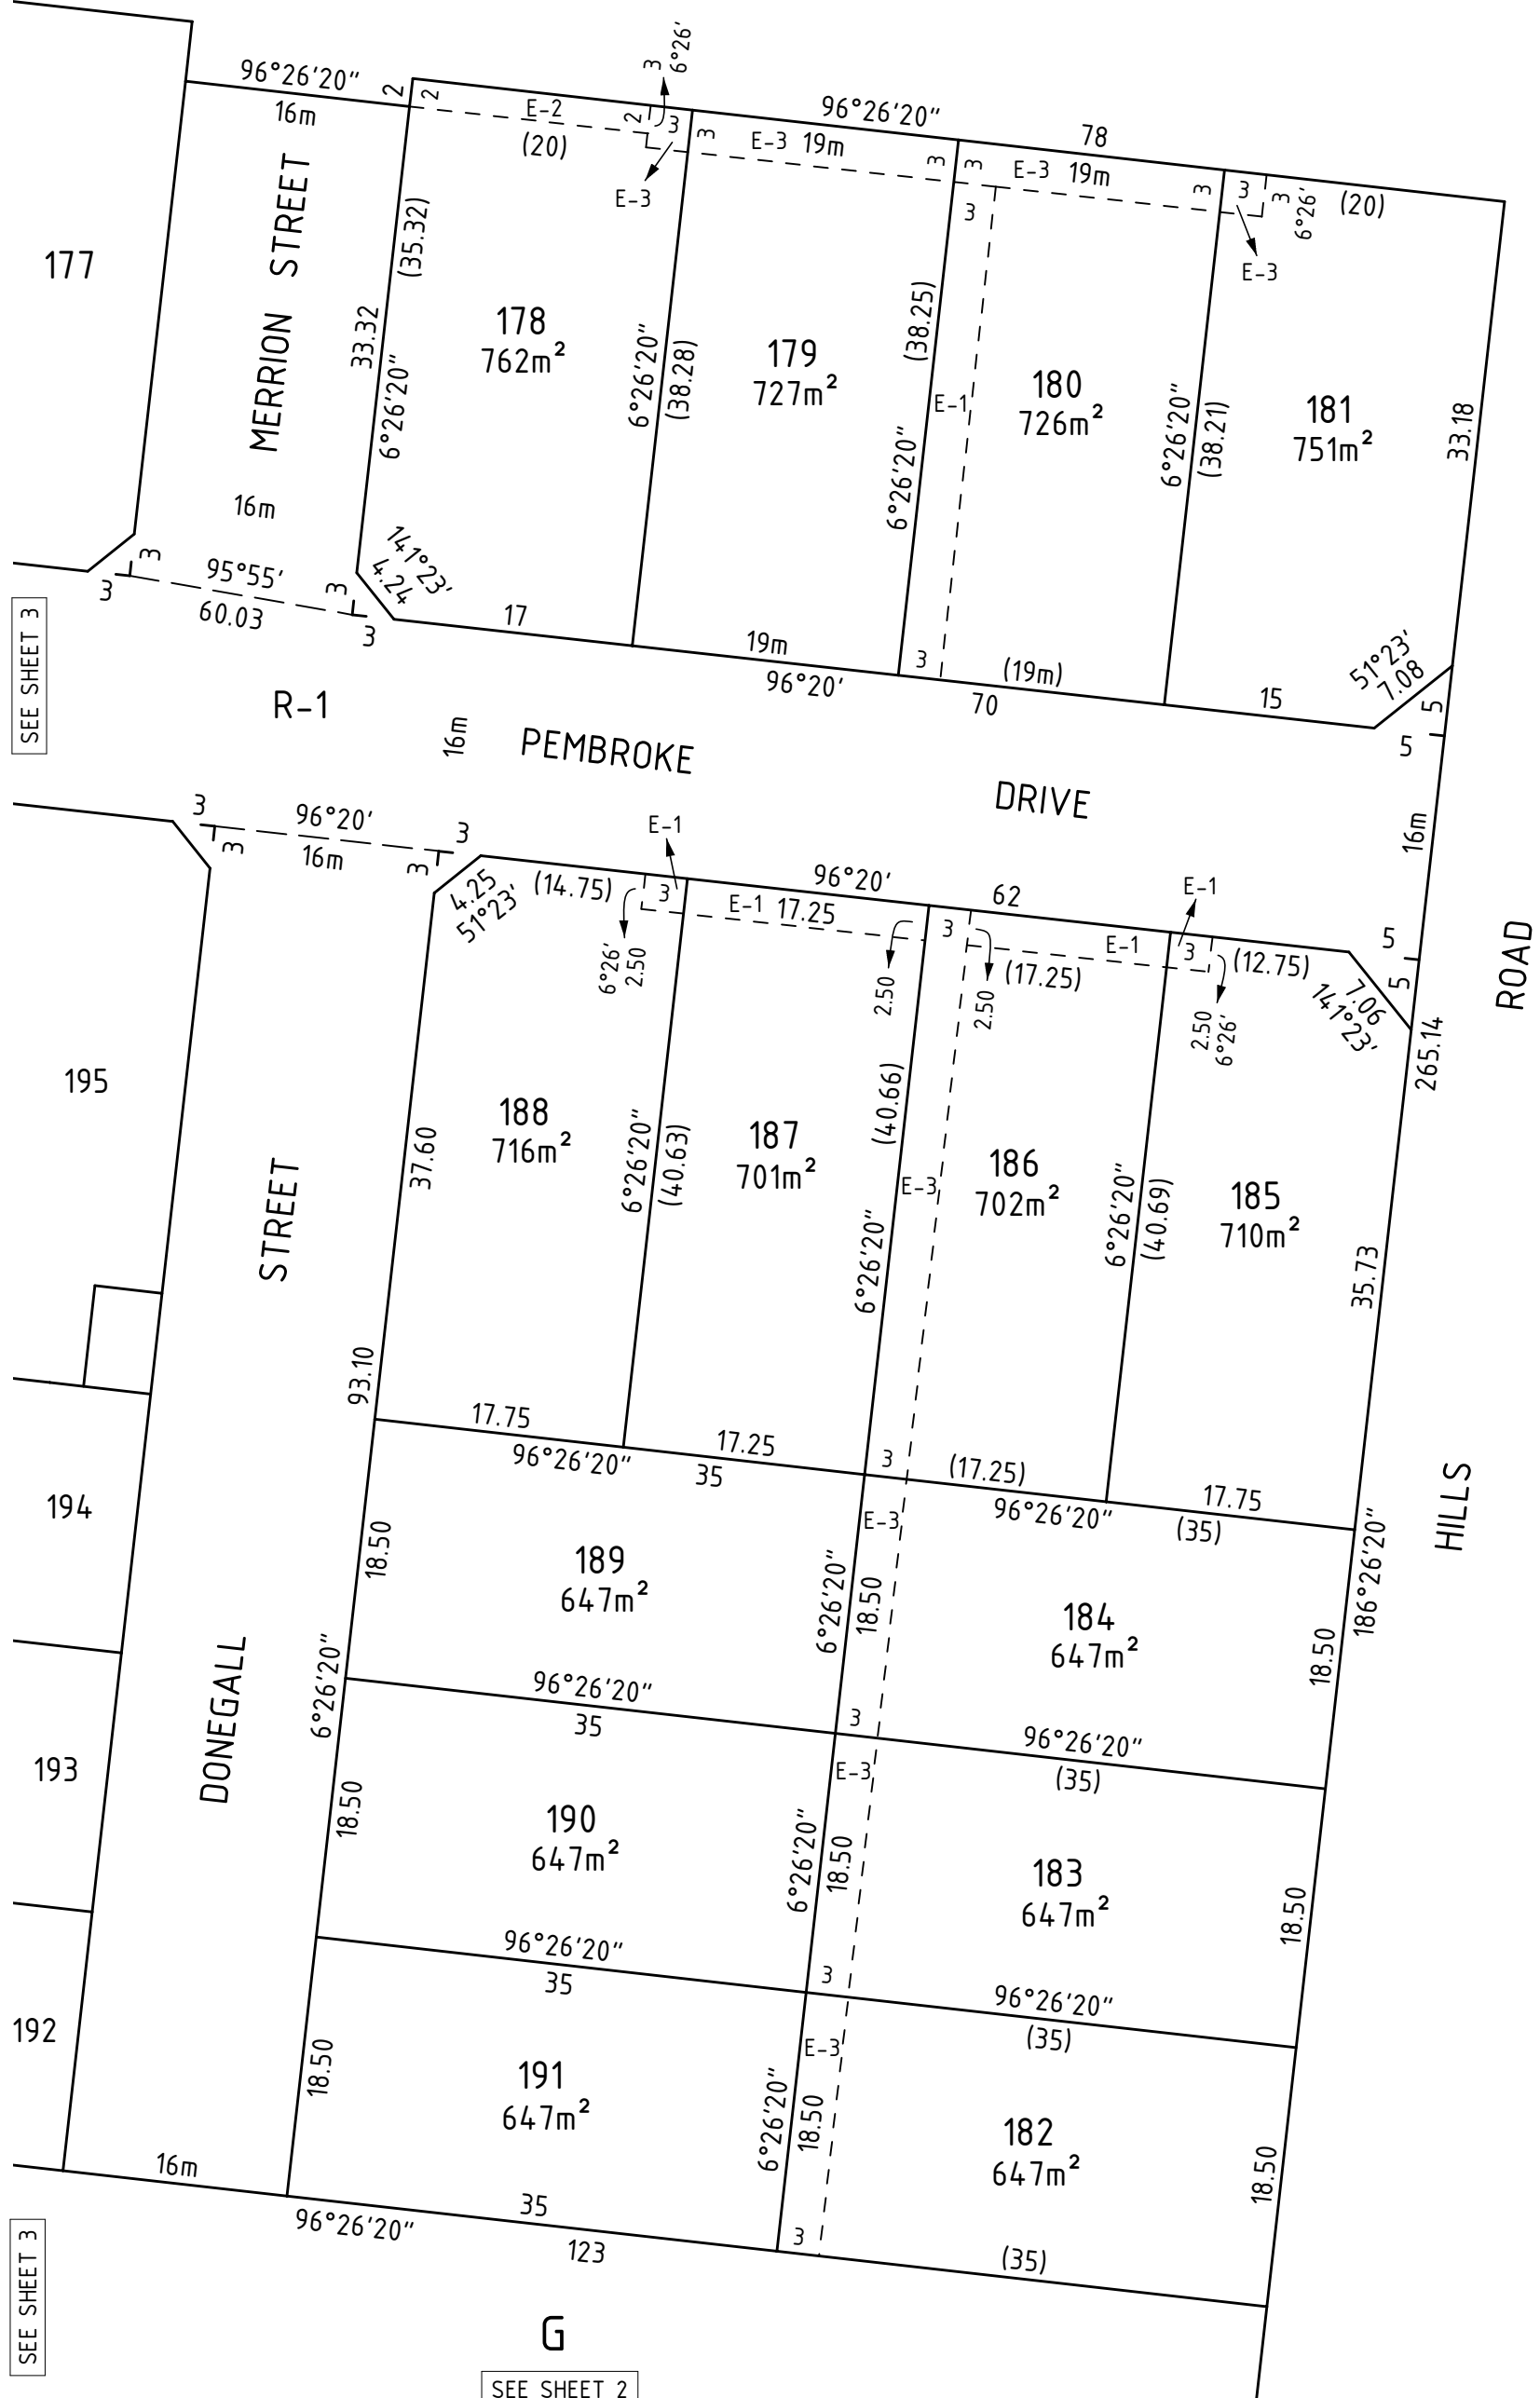 96°26'20"
16m
2
2
E-2
(20)
2
3
6°26'
3
E-3
3
E-3 19m
96°26'20"
78
3
3
E-3 19m
3
3
3
6°26'
(20)
E-3
3
177
MERRION STREET
16m
33.32
(35.32)
6°26'20"
178
762m²
6°26'20"
(38.28)
179
727m²
(38.25)
6°26'20"
E-1
180
726m²
6°26'20"
(38.21)
181
751m²
33.18
141°23'
4.24
3
3
95°55'
60.03
3
3
17
19m
96°20'
3
(19m)
70
15
51°23'
7.08
5
5
SEE SHEET 3
R-1
16m
PEMBROKE
DRIVE
16m
3
3
96°20'
16m
3
3
4.25
51°23'
(14.75)
E-1
3
6°26'
2.50
E-1 17.25
96°20'
62
2.50
3
2.50
(17.25)
E-1
E-1
3
2.50
6°26'
(12.75)
7.06
141°23'
5
5
265.14
ROAD
195
STREET
37.60
188
716m²
6°26'20"
(40.63)
187
701m²
(40.66)
6°26'20"
E-3
186
702m²
6°26'20"
(40.69)
185
710m²
35.73
93.10
17.75
96°26'20"
17.25
35
3
(17.25)
96°26'20"
17.75
(35)
HILLS
186°26'20"
194
18.50
189
647m²
6°26'20"
18.50
E-3
184
647m²
18.50
DONEGALL
6°26'20"
96°26'20"
35
3
96°26'20"
(35)
193
18.50
190
647m²
6°26'20"
18.50
E-3
183
647m²
18.50
96°26'20"
35
3
96°26'20"
(35)
192
18.50
191
647m²
6°26'20"
18.50
E-3
182
647m²
18.50
16m
96°26'20"
35
123
3
(35)
SEE SHEET 3
G
SEE SHEET 2